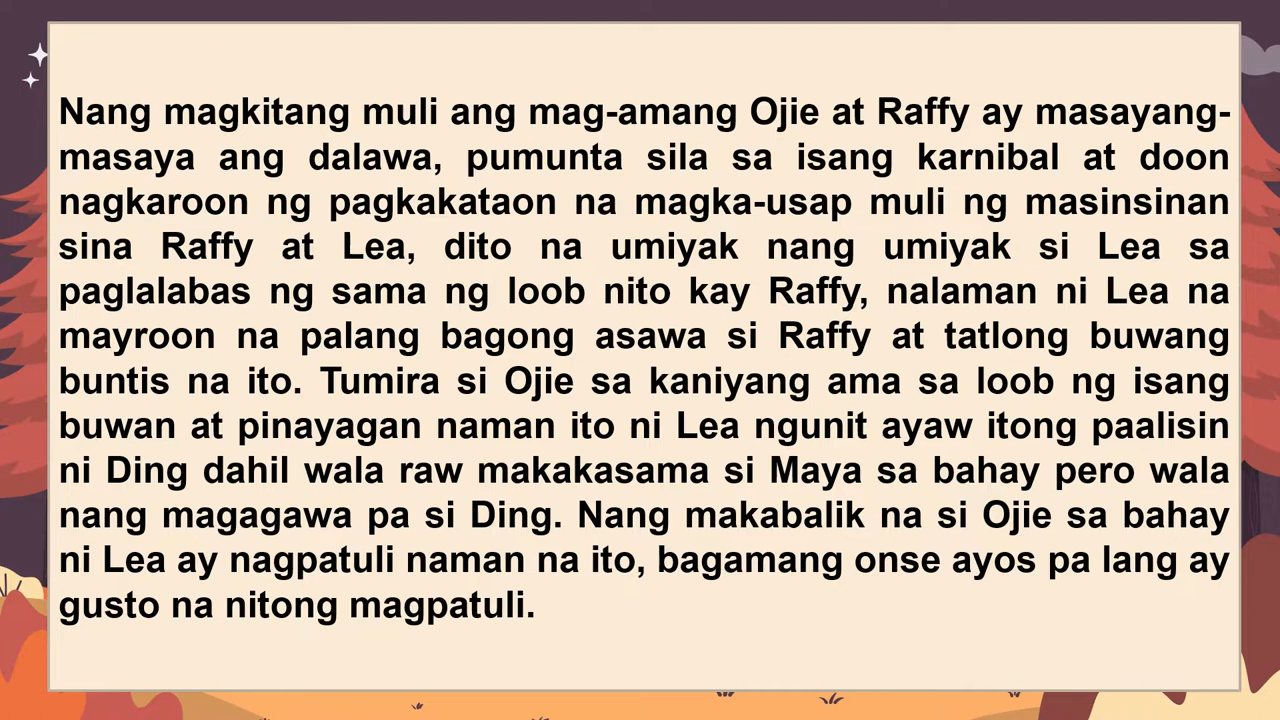 Nang magkitang muli ang mag-amang Ojie at Raffy ay masayang-
masaya ang dalawa, pumunta sila sa isang karnibal at doon
nagkaroon ng pagkakataon na magka-usap muli ng masinsinan
sina Raffy at Lea, dito na umiyak nang umiyak si Lea sa
paglalabas ng sama ng loob nito kay Raffy, nalaman ni Lea na
mayroon na palang bagong asawa si Raffy at tatlong buwang
buntis na ito. Tumira si Ojie sa kaniyang ama sa loob ng isang
buwan at pinayagan naman ito ni Lea ngunit ayaw itong paalisin
ni Ding dahil wala raw makakasama si Maya sa bahay pero wala
nang magagawa pa si Ding. Nang makabalik na si Ojie sa bahay
ni Lea ay nagpatuli naman na ito, bagamang onse ayos pa lang ay
gusto na nitong magpatuli.